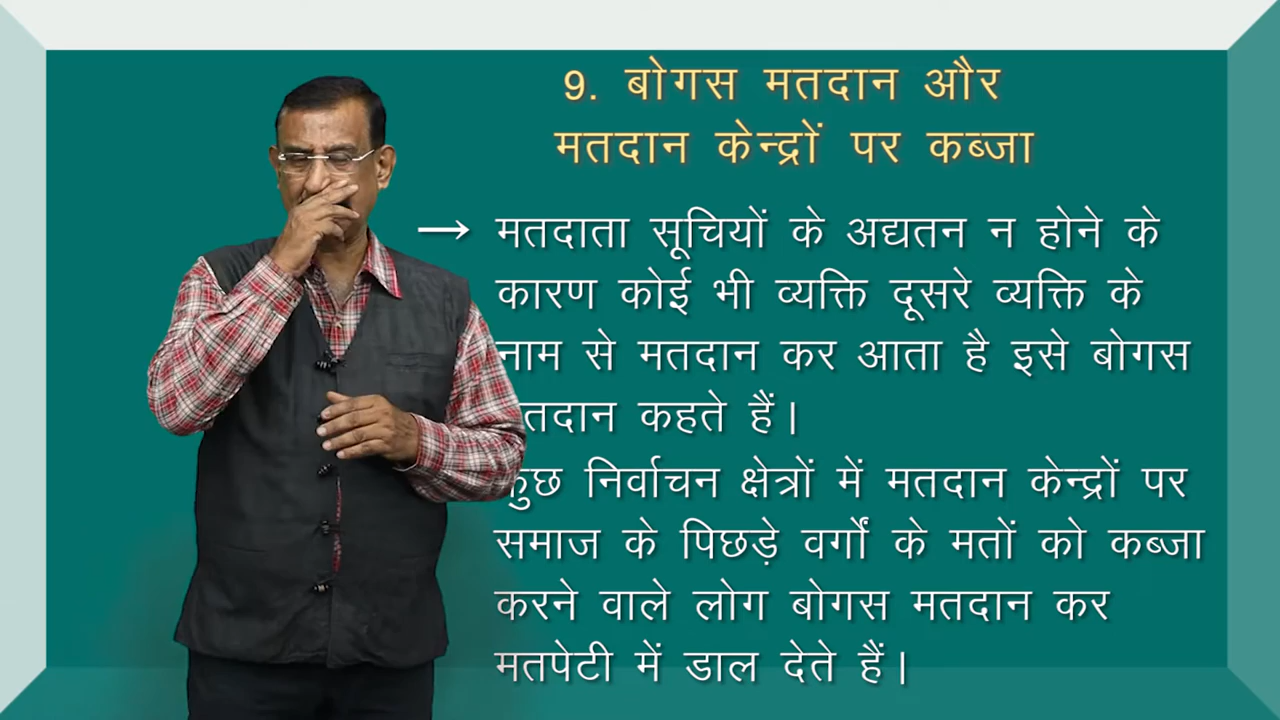 9. बोगस मतदान और
मतदान केन्द्रों पर कब्जा
→ मतदाता सूचियों के अद्यतन न होने के
कारण कोई भी व्यक्ति दूसरे व्यक्ति के
नाम से मतदान कर आता है इसे बोगस
मतदान कहते हैं।
कुछ निर्वाचन क्षेत्रों में मतदान केन्द्रों पर
समाज के पिछड़े वर्गों के मतों को कब्जा
करने वाले लोग बोगस मतदान कर
मतपेटी में डाल देते हैं।